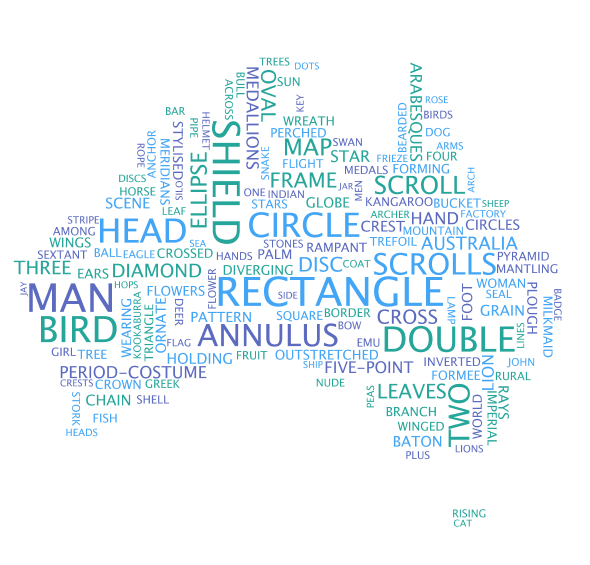 TREES
DOTS
SUN
OVAL
BULL
ACROSS
MEDALLIONS
KEY
ARABESQUES
ROSE
BAR
PIPE
HELMET
WREATH
PERCHED
BEARDED
BIRDS
DOG
ROPE
ANCHOR
MERIDIANS
STYLISED
SHIELD
SNAKE
MAP
SWAN
ARMS
FLIGHT
STAR
FRIEZE
FOUR
ELLIPSE
DISCS
DOTIS
FRAME
MEDALS
FORMING
ARCH
HORSE
ONE
INDIAN
JAR
MEN
SCROLL
SCENE
LEAF
STARS
GLOBE
KANGAROO
BUCKET
SHEEP
STRIPE
HEAD
CIRCLE
ARCHER
HAND
FACTORY
AMONG
CREST
MOUNTAIN
CIRCLES
WINGS
SEA
STONES
RAMPANT
TREFOIL
AUSTRALIA
SEXTANT
BALL
EAGLE
CROSSED
HANDS
PALM
PYRAMID
THREE
EARS
DIAMOND
DIVERGING
DISC
COAT
SCROLLS
MANTLING
JAY
HOPS
FLOWER
WOMAN
MAN
FLOWERS
DEER
RECTANGLE
SIDE
FOOT
SEAL
PLOUGH
BADGE
KOOKABURRA
LAMP
GRAIN
MILKMAID
WEARING
TRIANGLE
ORNATE
PATTERN
SQUARE
BORDER
CROSS
BIRD
ANNULUS
BOW
DOUBLE
LINES
GIRL
TREE
FLAG
EMU
HOLDING
FRUIT
OUTSTRETCHED
INVERTED
JOHN
PERIOD-COSTUME
SHIP
FIVE-POINT
FORMEE
NOT
RURAL
CRESTS
CROWN
GREEK
NUDE
STORK
CHAIN
SHELL
PEAS
LEAVES
TWO
IMPERIAL
RAYS
FISH
BRANCH
WORLD
HEADS
WINGED
BATON
PLUS
LIONS
RISING
CAT